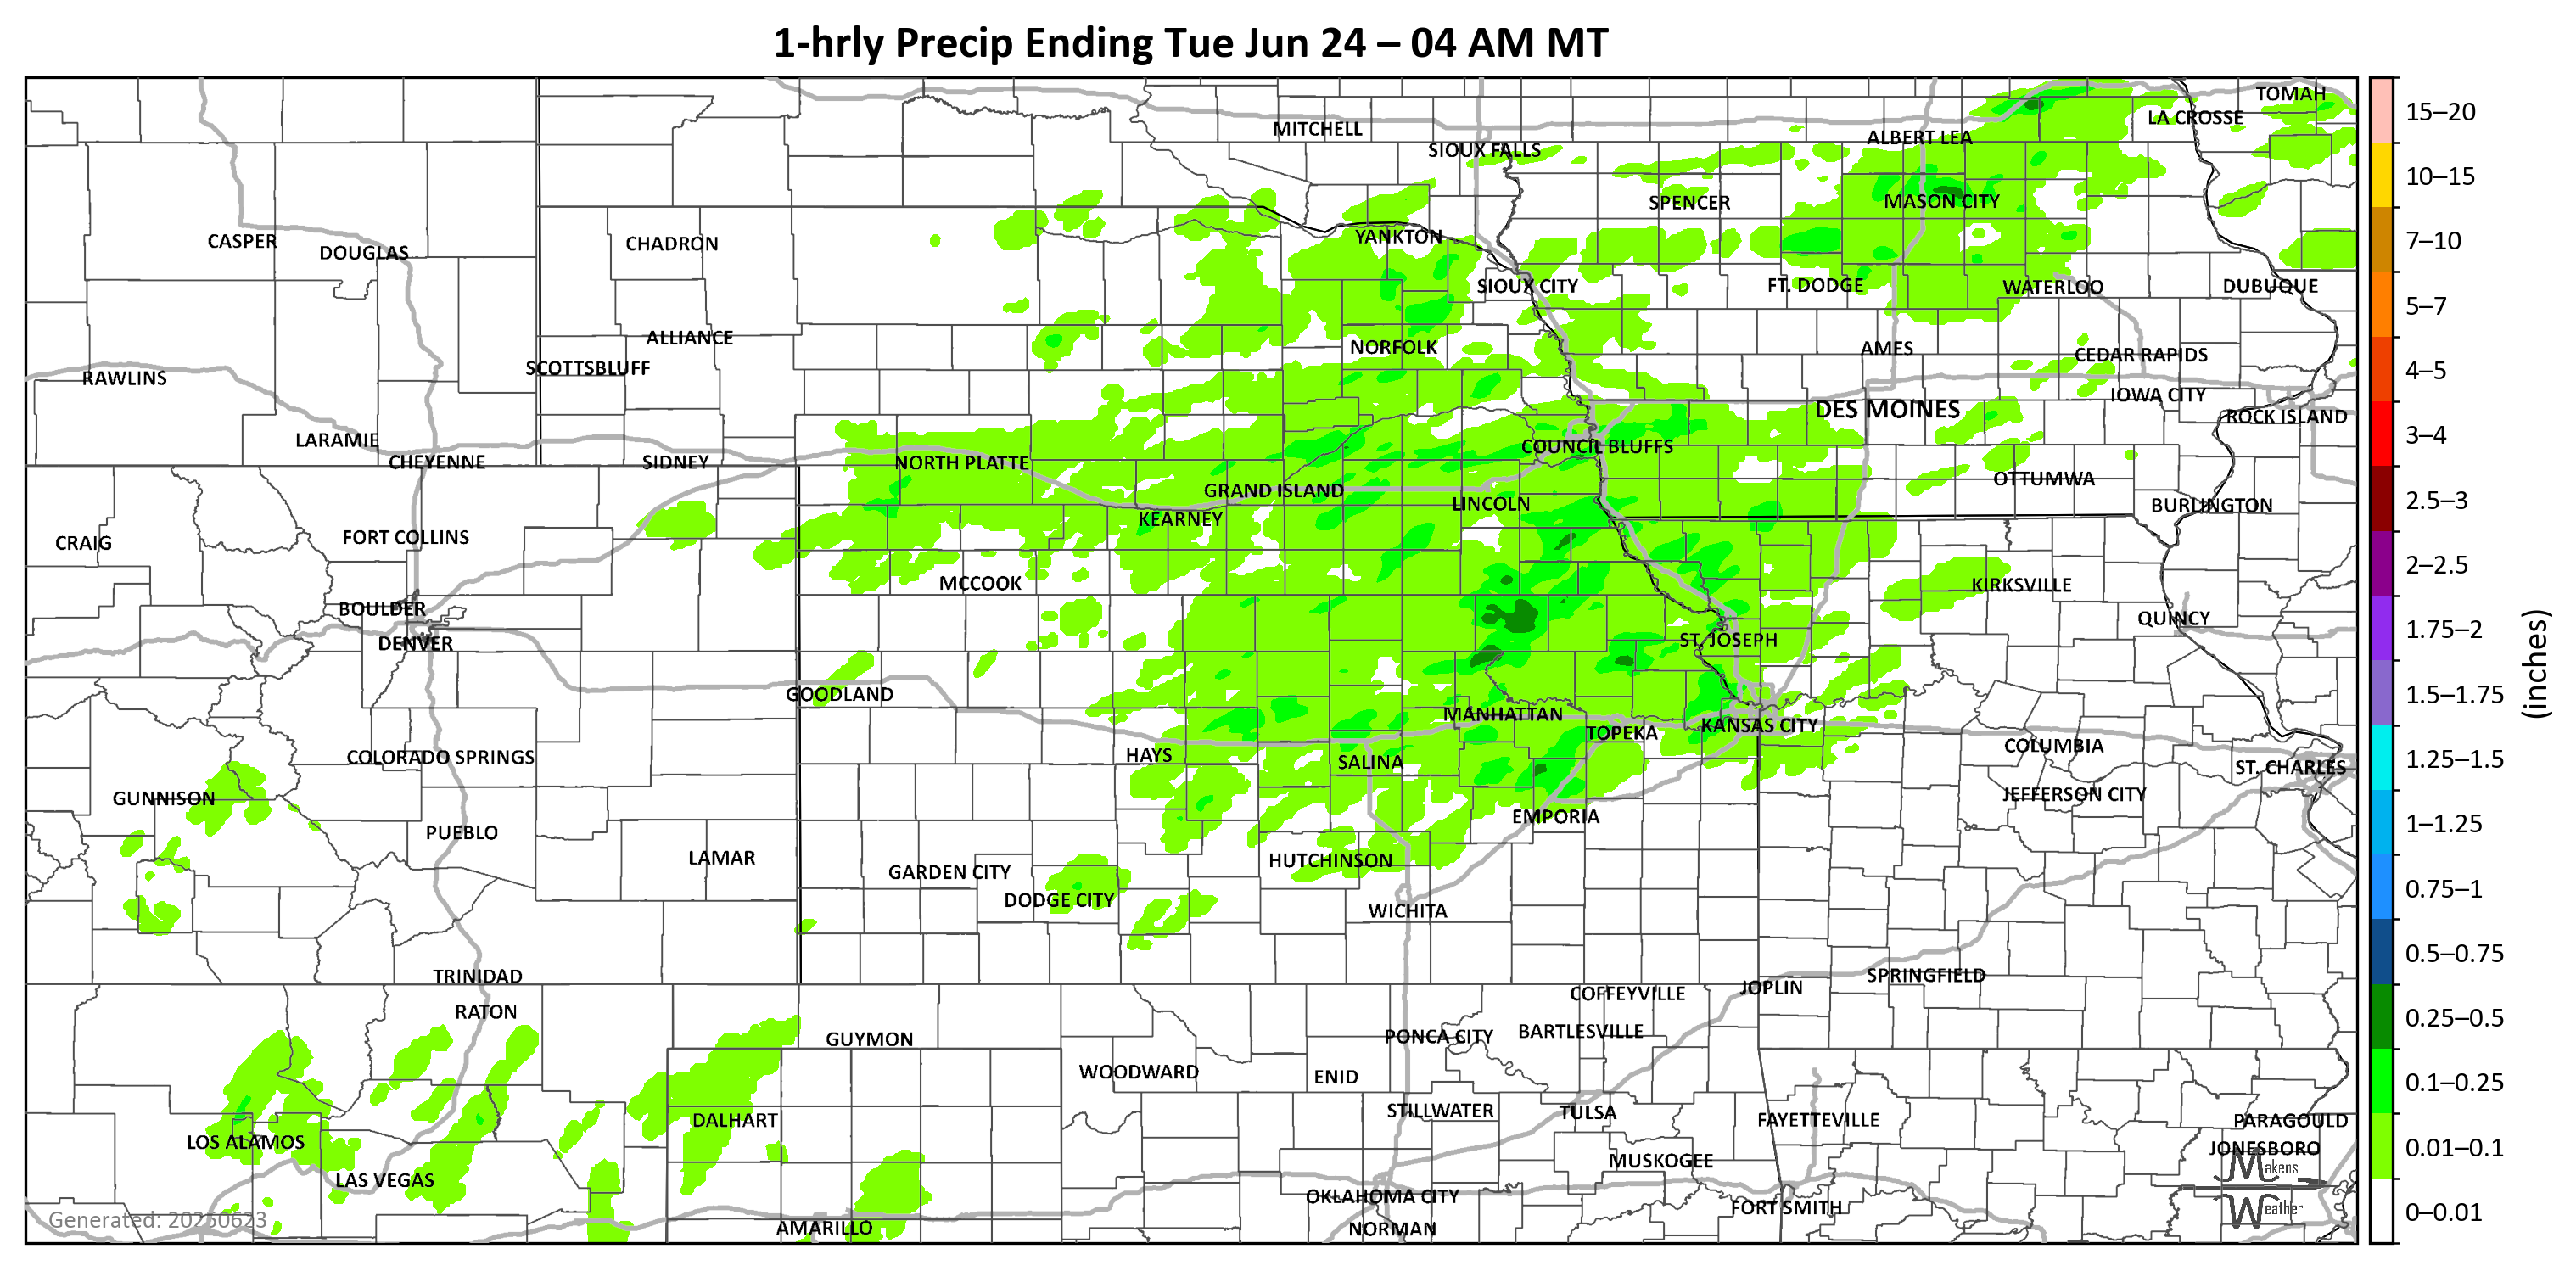 1-hrly Precip Ending Tue Jun 24 – 04 AM MT
TOMAH
LA CROSSE
MITCHELL
ALBERT LEA
SIOUX FALLS
SPENCER
MASON CITY
YANKTON
CASPER
DOUGLAS
CHADRON
SIOUX CITY
FT. DODGE
WATERLOO
DUBUQUE
ALLIANCE
NORFOLK
AMES
CEDAR RAPIDS
SCOTTSBLUFF
RAWLINS
IOWA CITY
DES MOINES
ROCK ISLAND
LARAMIE
COUNCIL BLUFFS
CHEYENNE
SIDNEY
NORTH PLATTE
OTTUMWA
GRAND ISLAND
LINCOLN
BURLINGTON
KEARNEY
FORT COLLINS
CRAIG
MCCOOK
KIRKSVILLE
BOULDER
QUINCY
DENVER
ST. JOSEPH
GOODLAND
MANHATTAN
KANSAS CITY
TOPEKA
COLUMBIA
COLORADO SPRINGS
HAYS
SALINA
ST. CHARLES
GUNNISON
JEFFERSON CITY
EMPORIA
PUEBLO
LAMAR
HUTCHINSON
GARDEN CITY
DODGE CITY
WICHITA
TRINIDAD
SPRINGFIELD
JOPLIN
COFFEYVILLE
RATON
BARTLESVILLE
PONCA CITY
GUYMON
WOODWARD
ENID
STILLWATER
TULSA
DALHART
FAYETTEVILLE
PARAGOULD
LOS ALAMOS
JONESBORO
MUSKOGEE
LAS VEGAS
OKLAHOMA CITY
FORT SMITH
AMARILLO
NORMAN
Generated: 20250623
Makens
Weather
15–20
10–15
7–10
5–7
4–5
3–4
2.5–3
2–2.5
1.75–2
1.5–1.75
1.25–1.5
1–1.25
0.75–1
0.5–0.75
0.25–0.5
0.1–0.25
0.01–0.1
0–0.01
(inches)